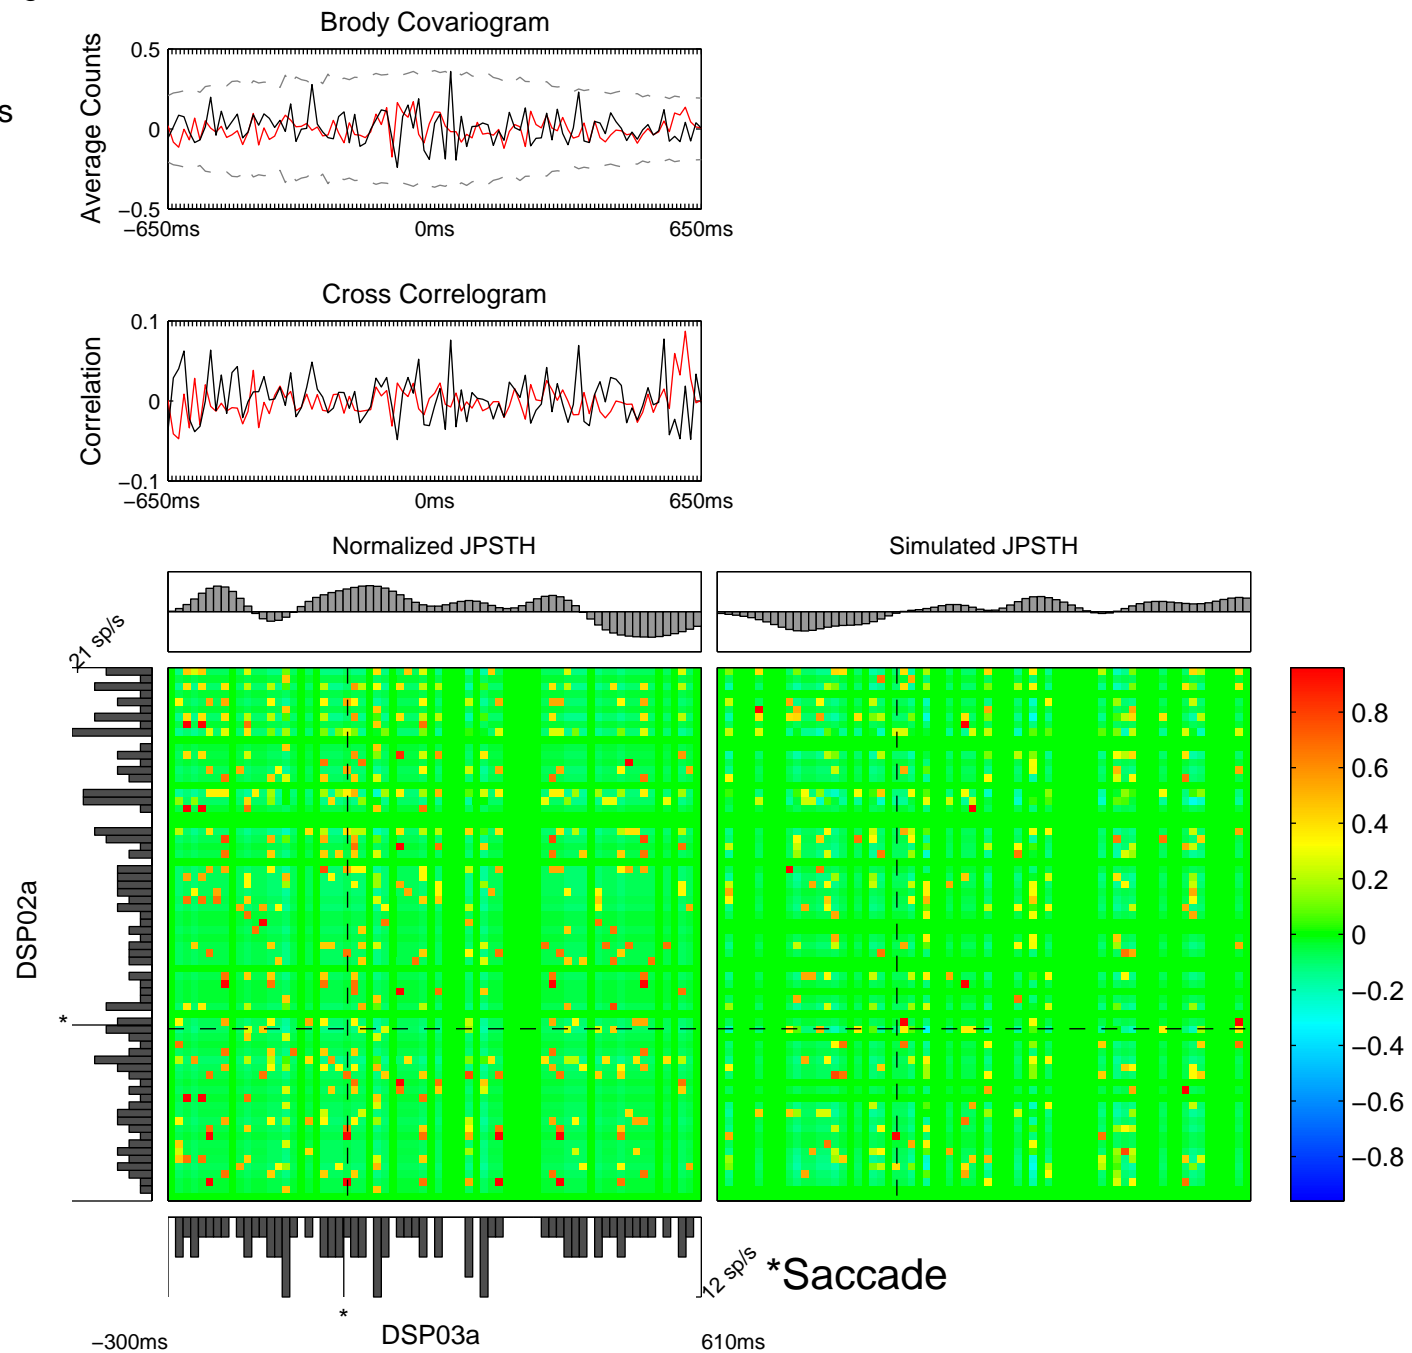 g
Brody Covariogram
0.5
0
−0.5
Average Counts
s
−650ms 0ms 650ms
Cross Correlogram
0.1
0
−0.1
Correlation
−650ms 0ms 650ms
Normalized JPSTH
Simulated JPSTH
21 sp/s
DSP02a
*
0.8
0.6
0.4
0.2
0
−0.2
−0.4
−0.6
−0.8
12 sp/s
*Saccade
*
DSP03a
−300ms 610ms